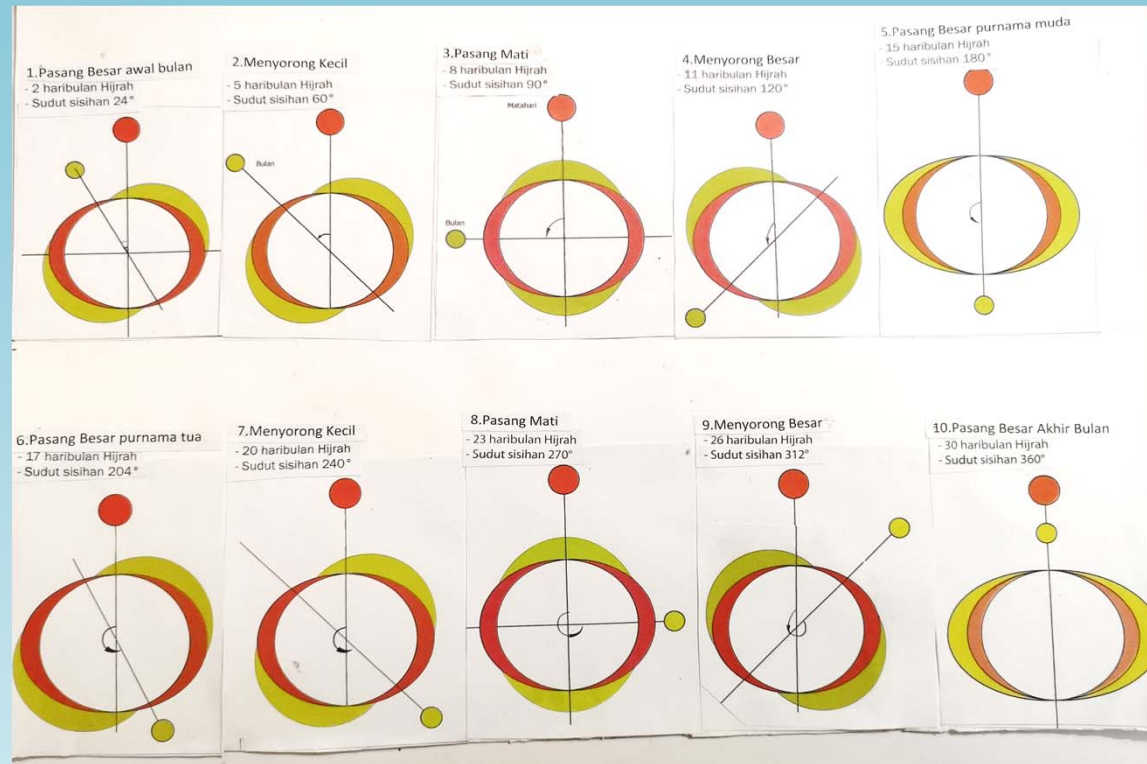 1.Pasang Besar awal bulan
- 2 haribulan Hijrah
- Sudut sisihan 24°
2.Menyorong Kecil
- 5 haribulan Hijrah
- Sudut sisihan 60°
Bulan
3.Pasang Mati
- 8 haribulan Hijrah
- Sudut sisihan 90°
Matahari
Bulan
4.Menyorong Besar
- 11 haribulan Hijrah
- Sudut sisihan 120°
5.Pasang Besar purnama muda
- 15 haribulan Hijrah
- Sudut sisihan 180°
6.Pasang Besar purnama tua
- 17 haribulan Hijrah
- Sudut sisihan 204°
7.Menyorong Kecil
- 20 haribulan Hijrah
- Sudut sisihan 240°
8.Pasang Mati
- 23 haribulan Hijrah
- Sudut sisihan 270°
9.Menyorong Besar
- 26 haribulan Hijrah
- Sudut sisihan 312°
10.Pasang Besar Akhir Bulan
- 30 haribulan Hijrah
- Sudut sisihan 360°